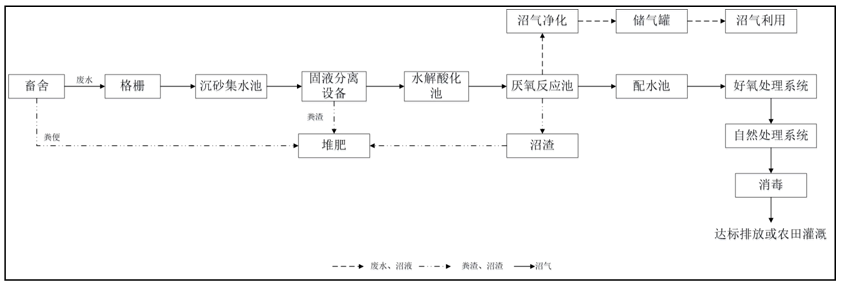 沼气净化
储气罐
沼气利用
畜舍
废水
格栅
沉砂集水池
固液分离
设备
水解酸化
池
厌氧反应池
配水池
好氧处理系统
粪渣
粪便
堆肥
沼渣
自然处理系统
消毒
达标排放或农田灌溉
废水、沼液
粪渣、沼渣
沼气